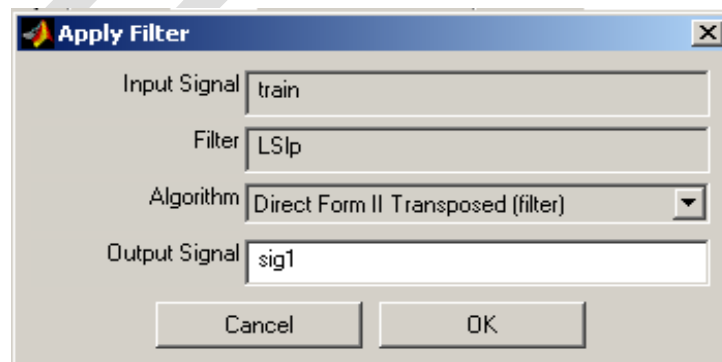 Apply Filter
Input Signal train
Filter LSlp
Algorithm Direct Form II Transposed (filter)
Output Signal sig1
Cancel OK